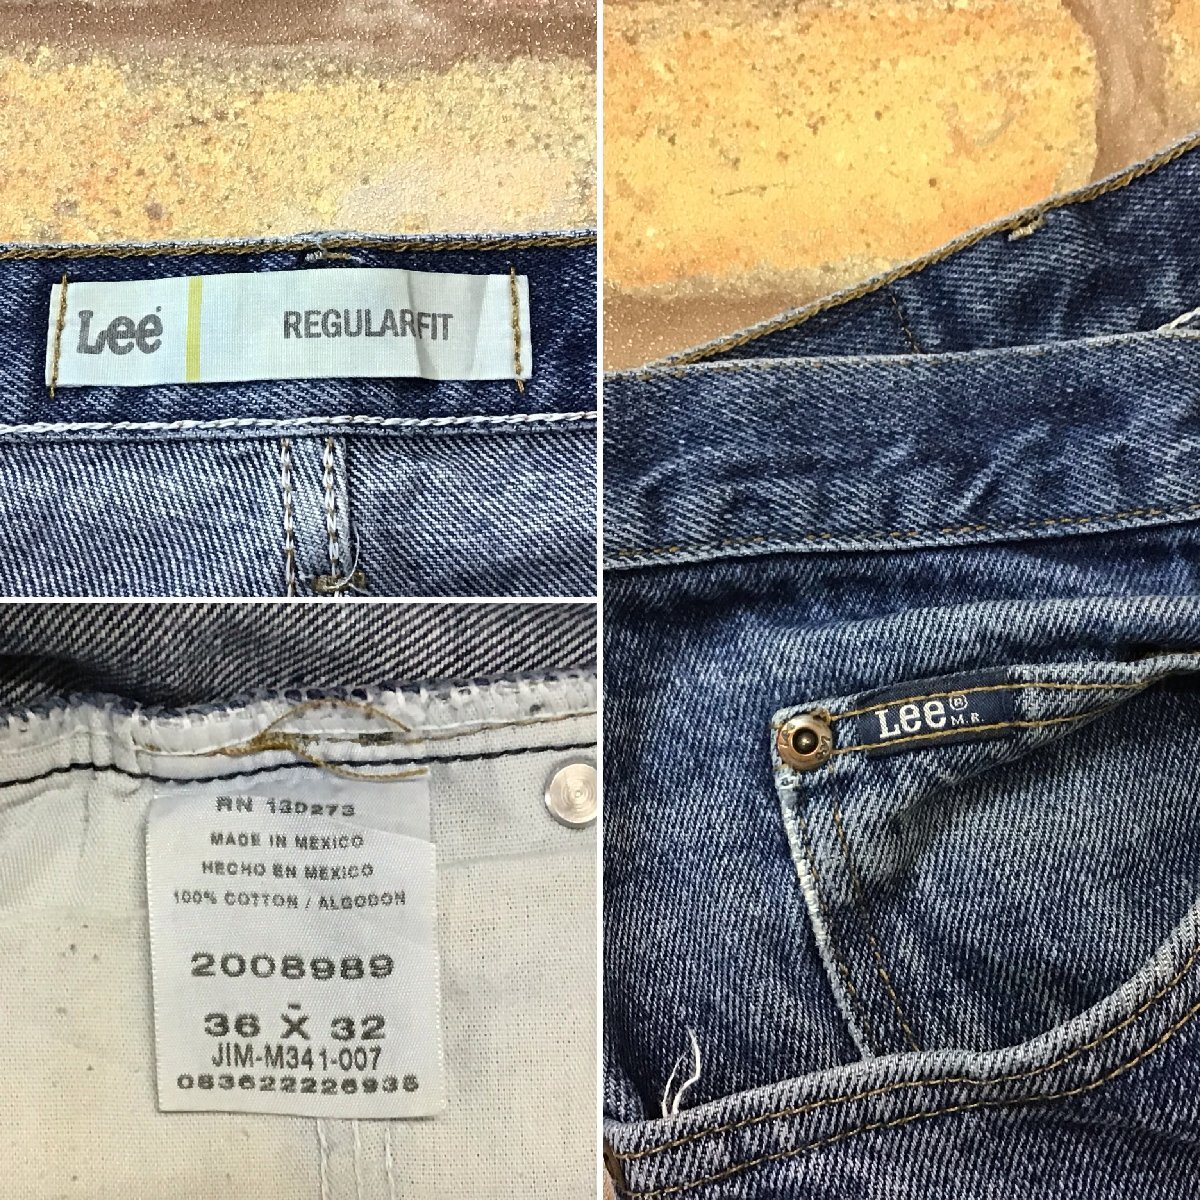 Lee REGULARFIT
RN 130273
MADE IN MEXICO
HECHO EN MEXICO
100% COTTON / ALGODON
2008989
36 X 32
JIM-M341-007
083622226935
Lee® M.R.